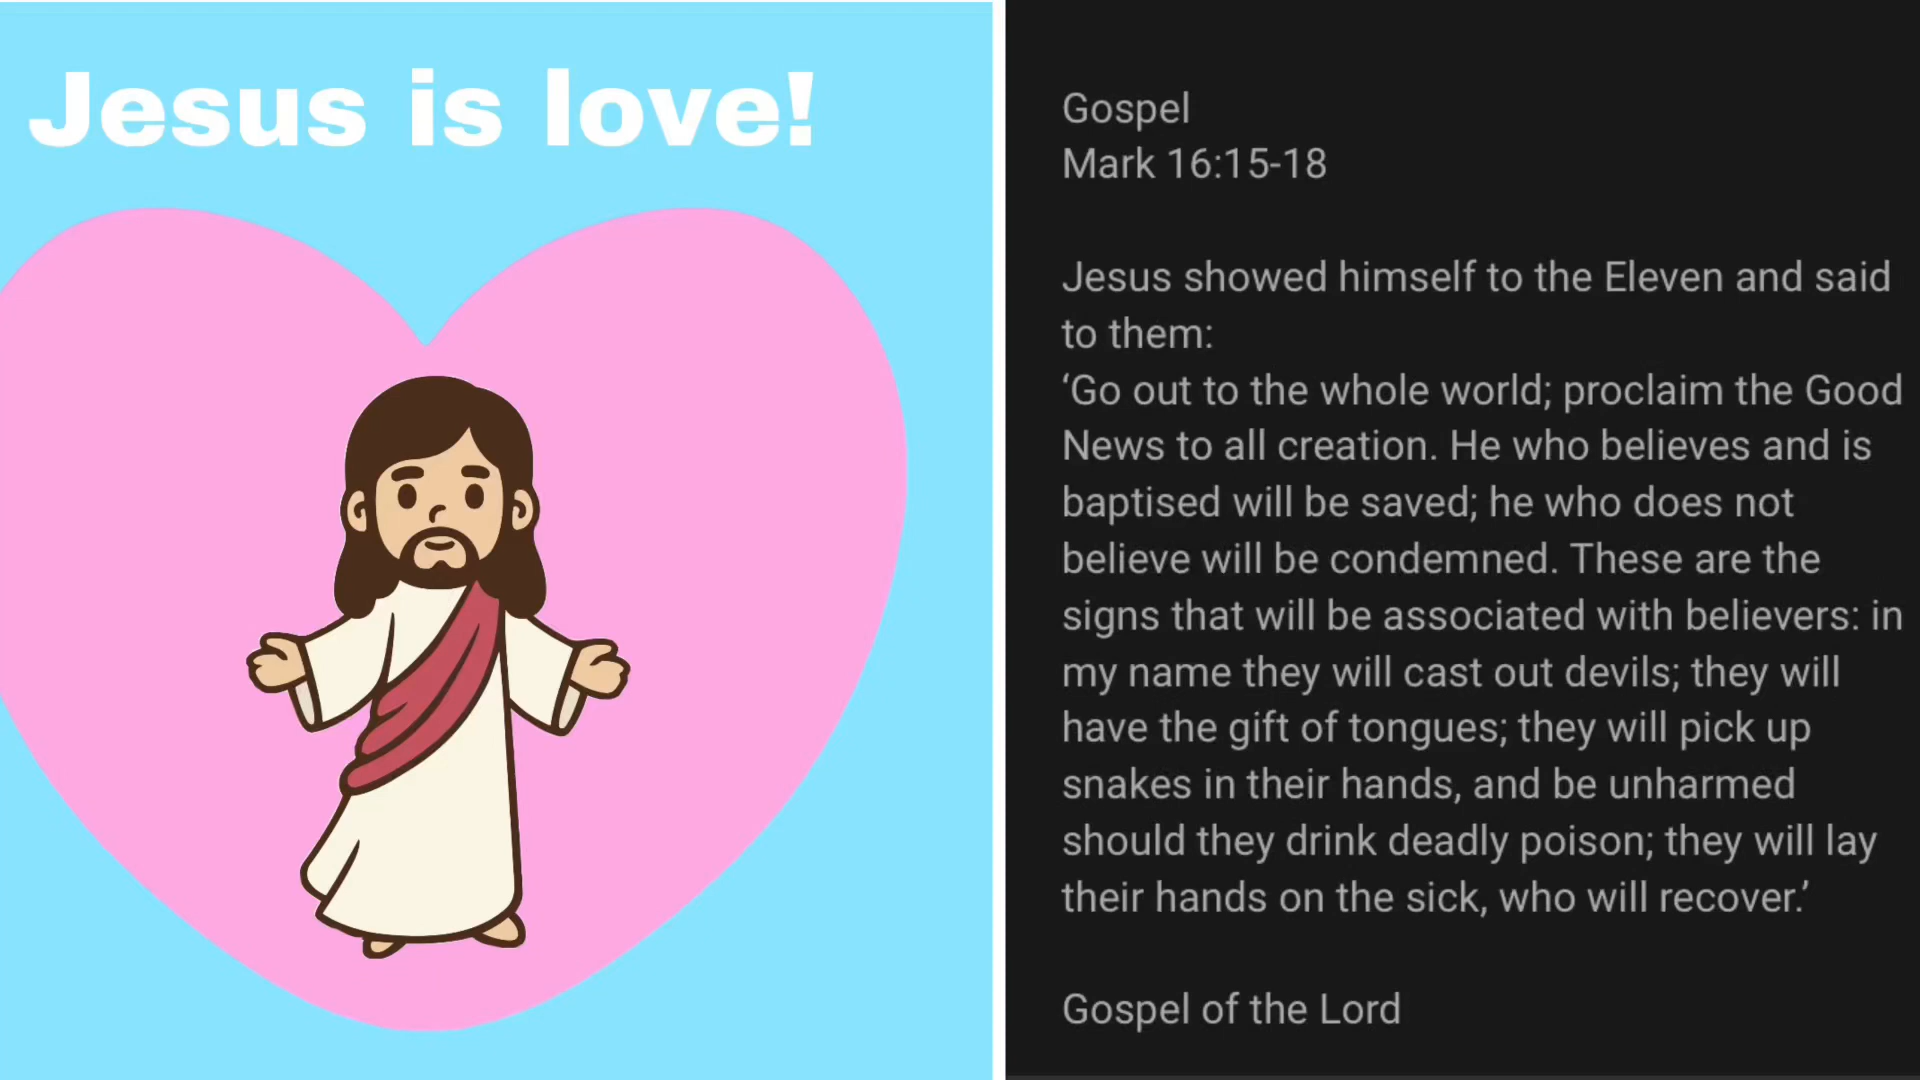 Jesus is love!
Gospel
Mark 16:15-18
Jesus showed himself to the Eleven and said
to them:
‘Go out to the whole world; proclaim the Good
News to all creation. He who believes and is
baptised will be saved; he who does not
believe will be condemned. These are the
signs that will be associated with believers: in
my name they will cast out devils; they will
have the gift of tongues; they will pick up
snakes in their hands, and be unharmed
should they drink deadly poison; they will lay
their hands on the sick, who will recover.’
Gospel of the Lord